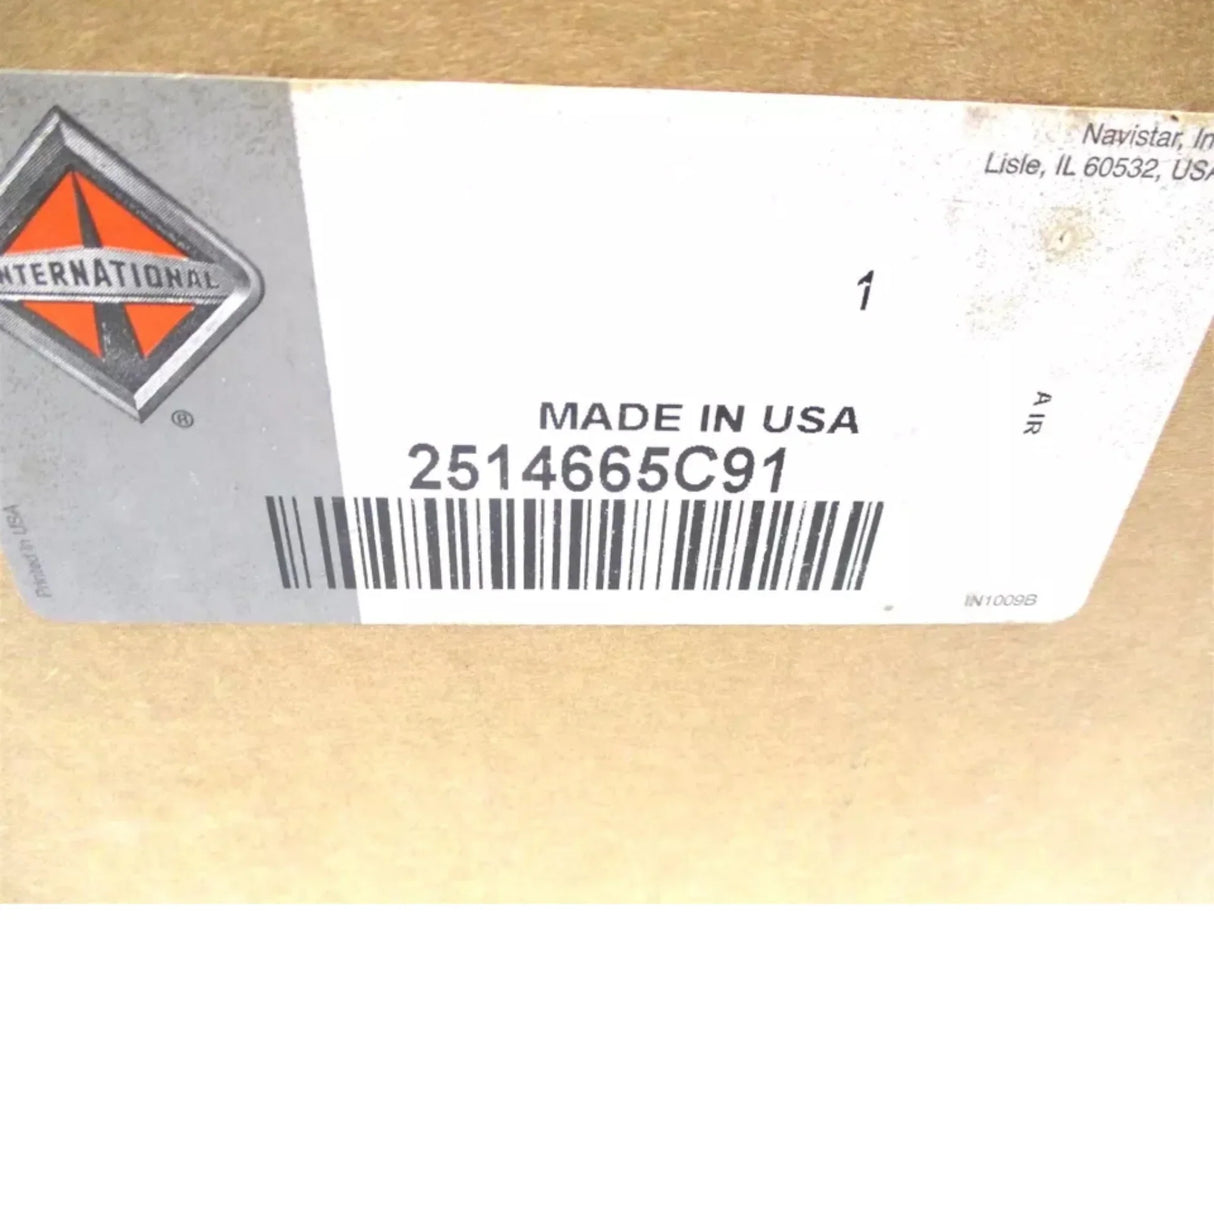 Navistar, In
Lisle, IL 60532, USA
INTERNATIONAL
®
1
AIR
MADE IN USA
2514665C91
Printed in USA
IN1009B